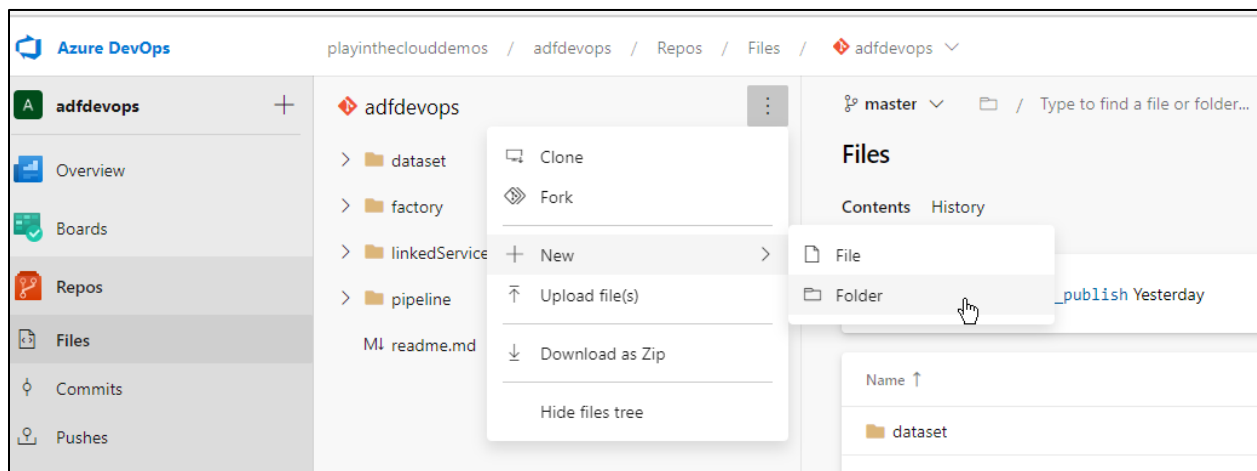 Azure DevOps
playintheclouddemos / adfdevops / Repos / Files / adfdevops
A adfdevops
Overview
Boards
Repos
Files
Commits
Pushes
adfdevops
dataset
factory
linkedService
pipeline
M↓ readme.md
Clone
Fork
New
Upload file(s)
Download as Zip
Hide files tree
File
Folder
master / Type to find a file or folder...
Files
Contents History
_publish Yesterday
Name ↑
dataset